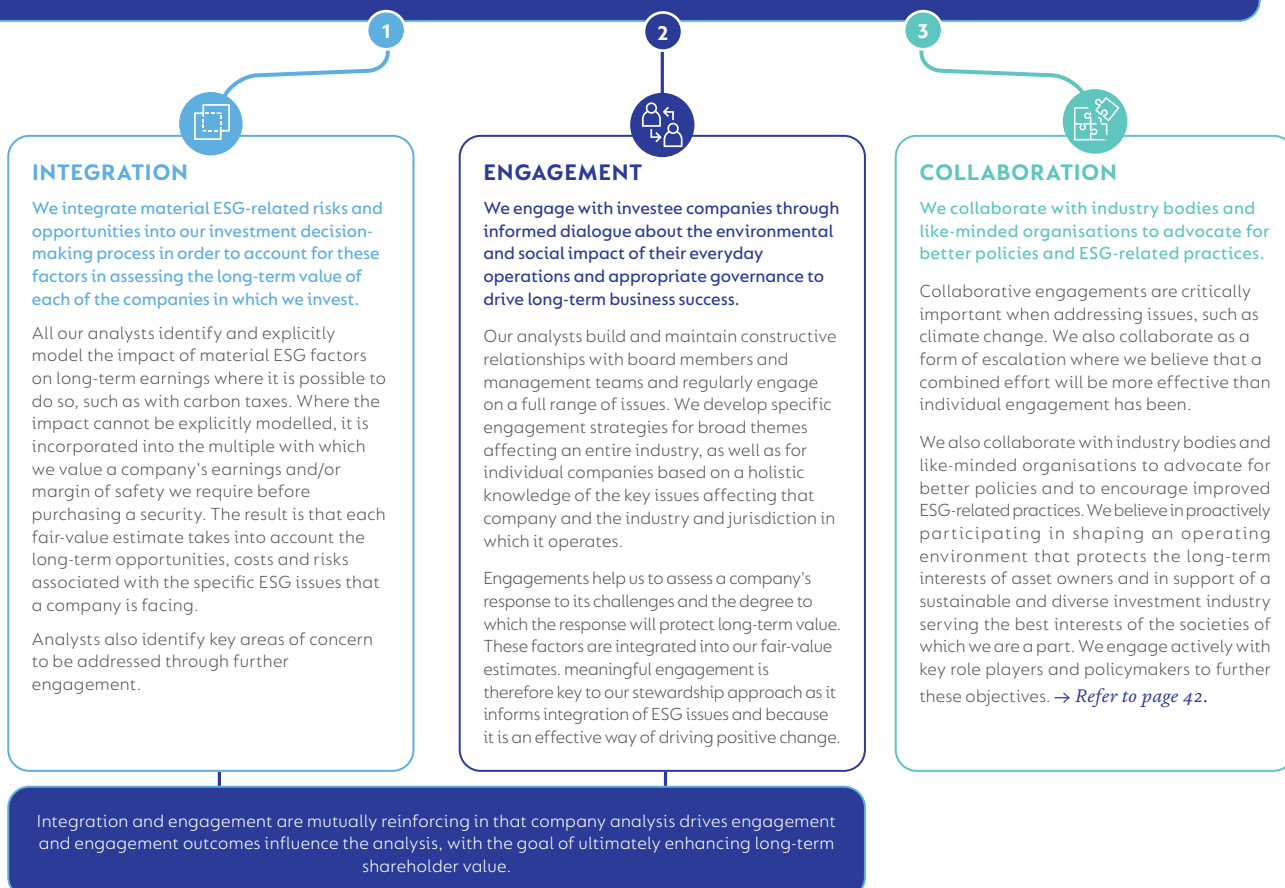 1
2
3
INTEGRATION
We integrate material ESG-related risks and
opportunities into our investment decision-
making process in order to account for these
factors in assessing the long-term value of
each of the companies in which we invest.
All our analysts identify and explicitly
model the impact of material ESG factors
on long-term earnings where it is possible to
do so, such as with carbon taxes. Where the
impact cannot be explicitly modelled, it is
incorporated into the multiple with which
we value a company's earnings and/or
margin of safety we require before
purchasing a security. The result is that each
fair-value estimate takes into account the
long-term opportunities, costs and risks
associated with the specific ESG issues that
a company is facing.
Analysts also identify key areas of concern
to be addressed through further
engagement.
ENGAGEMENT
We engage with investee companies through
informed dialogue about the environmental
and social impact of their everyday
operations and appropriate governance to
drive long-term business success.
Our analysts build and maintain constructive
relationships with board members and
management teams and regularly engage
on a full range of issues. We develop specific
engagement strategies for broad themes
affecting an entire industry, as well as for
individual companies based on a holistic
knowledge of the key issues affecting that
company and the industry and jurisdiction in
which it operates.
Engagements help us to assess a company's
response to its challenges and the degree to
which the response will protect long-term value.
These factors are integrated into our fair-value
estimates. meaningful engagement is
therefore key to our stewardship approach as it
informs integration of ESG issues and because
it is an effective way of driving positive change.
COLLABORATION
We collaborate with industry bodies and
like-minded organisations to advocate for
better policies and ESG-related practices.
Collaborative engagements are critically
important when addressing issues, such as
climate change. We also collaborate as a
form of escalation where we believe that a
combined effort will be more effective than
individual engagement has been.
We also collaborate with industry bodies and
like-minded organisations to advocate for
better policies and to encourage improved
ESG-related practices. We believe in proactively
participating in shaping an operating
environment that protects the long-term
interests of asset owners and in support of a
sustainable and diverse investment industry
serving the best interests of the societies of
which we are a part. We engage actively with
key role players and policymakers to further
these objectives. → Refer to page 42.
Integration and engagement are mutually reinforcing in that company analysis drives engagement
and engagement outcomes influence the analysis, with the goal of ultimately enhancing long-term
shareholder value.